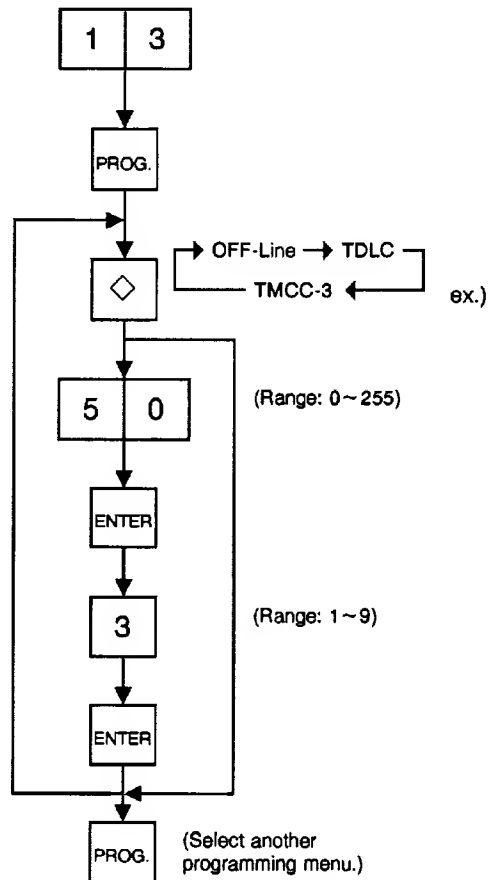 1 3
PROG.
OFF-Line → TDLC
◇
TMCC-3
ex.)
5 0
(Range: 0~255)
ENTER
3
(Range: 1~9)
ENTER
PROG.
(Select another
programming menu.)